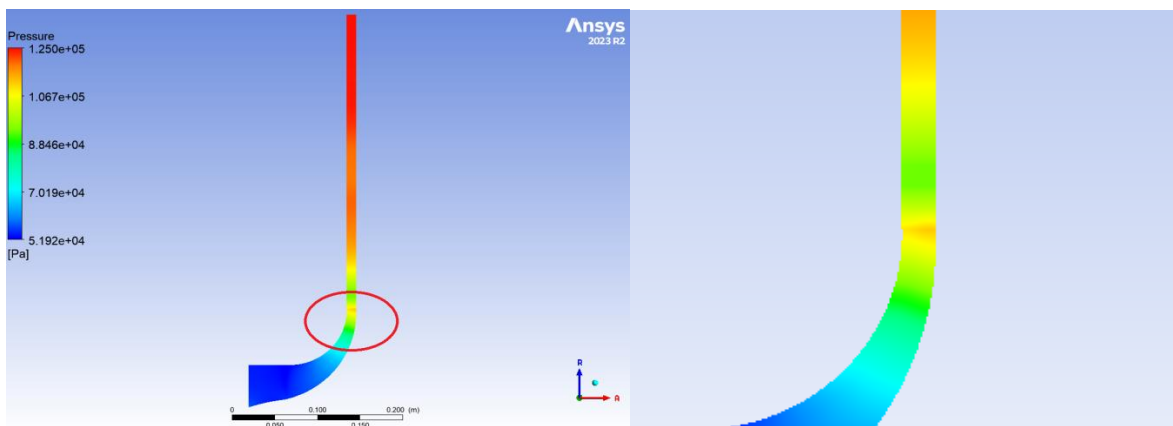 Pressure
1.250e+05
1.067e+05
8.846e+04
7.019e+04
5.192e+04
[Pa]
Ansys
2023 R2
R
A
0 0.100 0.200 (m)
0.050 0.150